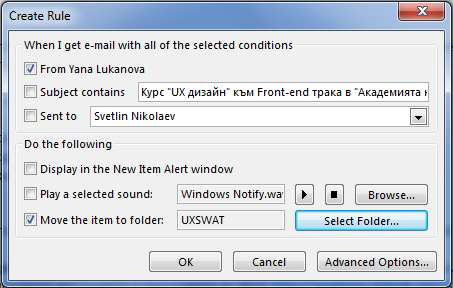 Create Rule
When I get e-mail with all of the selected conditions
From Yana Lukanova
Subject contains Курс "UX дизайн" към Front-end трака в "Академията
Sent to Svetlin Nikolaev
Do the following
Display in the New Item Alert window
Play a selected sound: Windows Notify.wa Browse...
Move the item to folder: UXSWAT Select Folder...
OK Cancel Advanced Options...